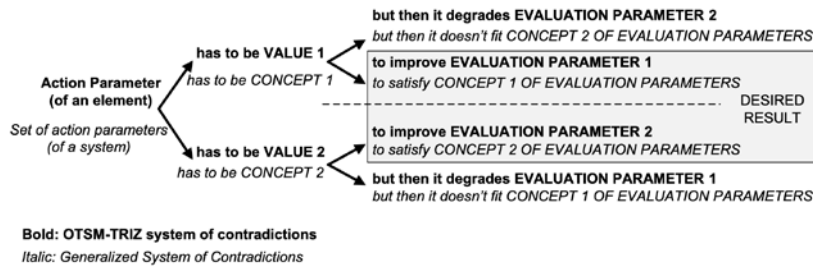 but then it degrades EVALUATION PARAMETER 2
but then it doesn't fit CONCEPT 2 OF EVALUATION PARAMETERS
has to be VALUE 1
has to be CONCEPT 1
to improve EVALUATION PARAMETER 1
to satisfy CONCEPT 1 OF EVALUATION PARAMETERS
Action Parameter
(of an element)
Set of action parameters
(of a system)
DESIRED
RESULT
has to be VALUE 2
has to be CONCEPT 2
to improve EVALUATION PARAMETER 2
to satisfy CONCEPT 2 OF EVALUATION PARAMETERS
but then it degrades EVALUATION PARAMETER 1
but then it doesn't fit CONCEPT 1 OF EVALUATION PARAMETERS
Bold: OTSM-TRIZ system of contradictions
Italic: Generalized System of Contradictions